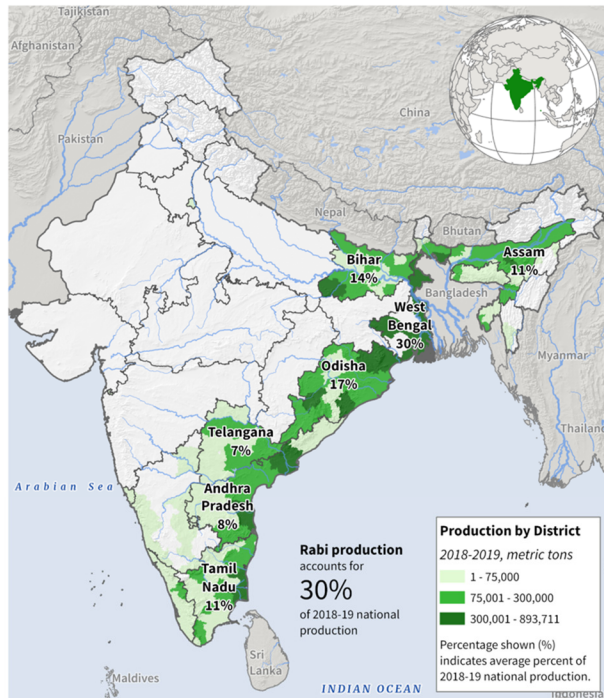 Tajikistan
Afghanistan
China
Pakistan
Nepal
Bhutan
Bihar
14%
Assam
11%
Bangladesh
West
Bengal
30%
Odisha
17%
Myanmar
Telangana
7%
Thailand
Arabian Sea
Andhra
Pradesh
8%
Rabi production
accounts for
30%
of 2018-19 national
production
Tamil
Nadu
11%
Production by District
2018-2019, metric tons
1 - 75,000
75,001 - 300,000
300,001 - 893,711
Percentage shown (%)
indicates average percent of
2018-19 national production.
Sri
Lanka
Maldives
INDIAN OCEAN
Indonesia